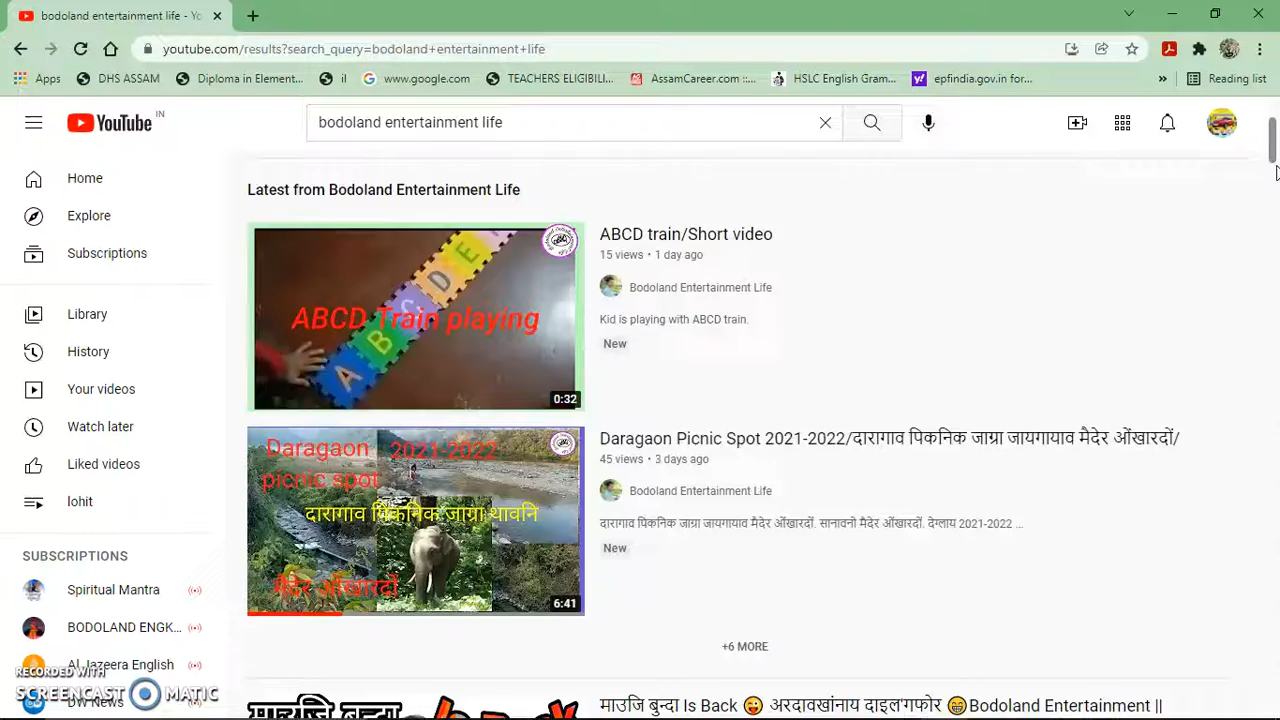 bodoland entertainment life - Yo
youtube.com/results?search_query=bodoland+entertainment+life
Apps DHS ASSAM Diploma in Element... il www.google.com TEACHERS ELIGIBILI... AssamCareer.com ::... HSLC English Gram... epfindia.gov.in for... » Reading list
YouTube IN
bodoland entertainment life
Home
Explore
Subscriptions
Library
History
Your videos
Watch later
Liked videos
lohit
SUBSCRIPTIONS
Spiritual Mantra
BODOLAND ENGK...
Al Jazeera English
DW News
RECORDED WITH
SCREENCAST MATIC
Latest from Bodoland Entertainment Life
A B C D E
ABCD Train playing
0:32
ABCD train/Short video
15 views • 1 day ago
Bodoland Entertainment Life
Kid is playing with ABCD train.
New
Daragaon 2021-2022
picnic spot
दारागाव पिकनिक जाग्रा थावनि
मैदेर ओंखारदों
6:41
Daragaon Picnic Spot 2021-2022/दारागाव पिकनिक जाग्रा जायगायाव मैदेर ओंखारदों/
45 views • 3 days ago
Bodoland Entertainment Life
दारागाव पिकनिक जाग्रा जायगायाव मैदेर ओंखारदों. सानावनो मैदेर ओंखारदों. देग्लाय 2021-2022 ...
New
+6 MORE
माउजि बुन्दा
माउजि बुन्दा Is Back 😜 अरदावखांनाय दाइल'गफोर 😁Bodoland Entertainment ||